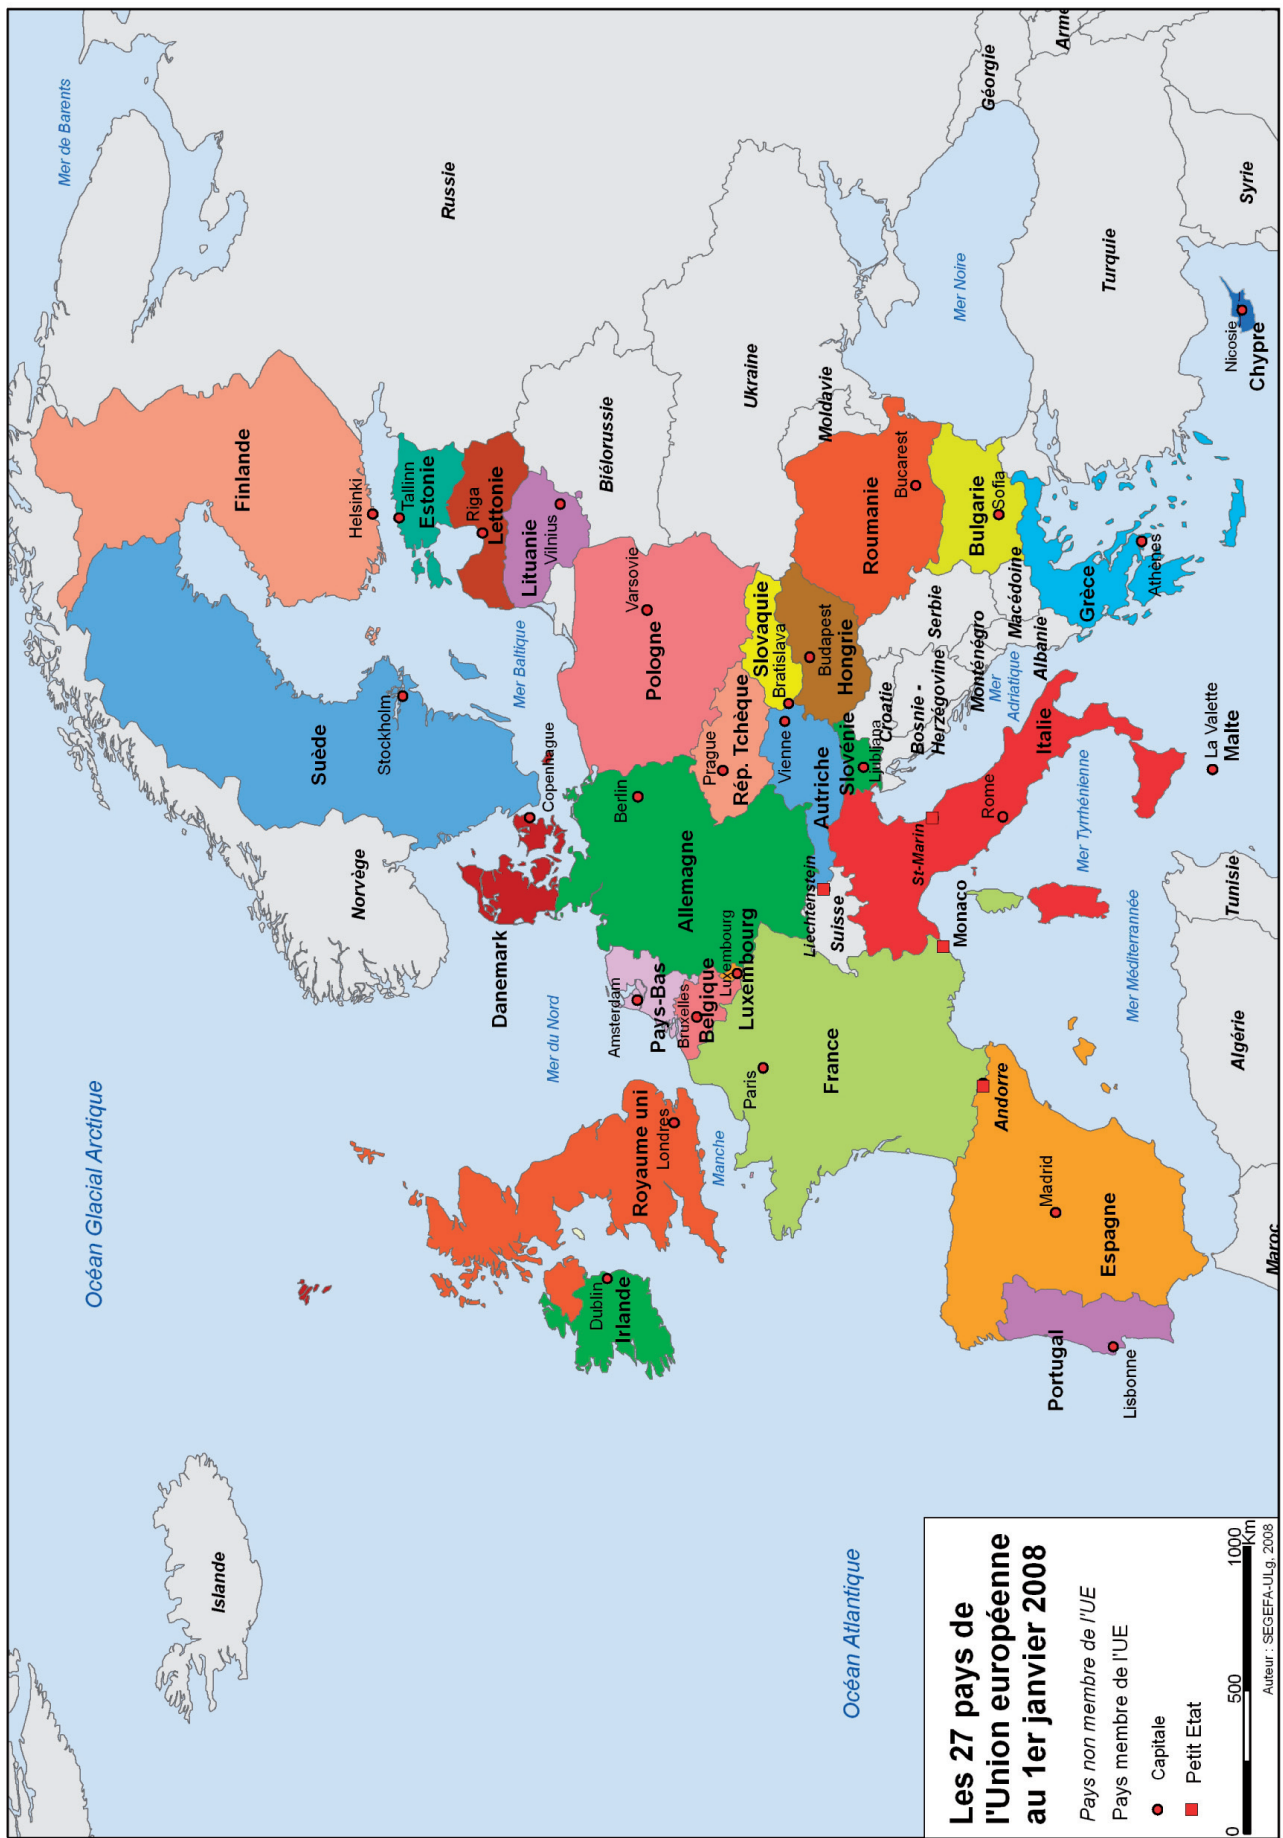 Mer de Barents
Océan Glacial Arctique
Islande
Norvège
Suède
Finlande
Russie
Stockholm
Helsinki
Tallinn
Estonie
Riga
Lettonie
Lituanie
Vilnius
Mer Baltique
Copenhague
Danemark
Mer du Nord
Biélorussie
Royaume uni
Londres
Dublin
Irlande
Manche
Amsterdam
Pays-Bas
Bruxelles
Belgique
Luxembourg
Luxembourg
Berlin
Allemagne
Varsovie
Pologne
Prague
Rép. Tchèque
Slovaquie
Bratislava
Vienne
Autriche
Budapest
Hongrie
Ukraine
Moldavie
Roumanie
Bucarest
Paris
France
Liechtenstein
Suisse
Slovénie
Ljubljana
Croatie
Bosnie -
Herzégovine
Serbie
Monténégro
Macédoine
Albanie
Bulgarie
Sofia
Mer Noire
Géorgie
Armé
Turquie
Syrie
Nicosie
Chypre
Grèce
Athènes
Mer
Adriatique
Italie
Rome
St-Marin
Monaco
Mer Tyrrhénienne
La Valette
Malte
Mer Méditerrannée
Tunisie
Algérie
Maroc
Andorre
Madrid
Espagne
Portugal
Lisbonne
Océan Atlantique
Les 27 pays de
l'Union européenne
au 1er janvier 2008
Pays non membre de l'UE
Pays membre de l'UE
Capitale
Petit Etat
0 500 1000
Km
Auteur : SEGEFA-ULg, 2008